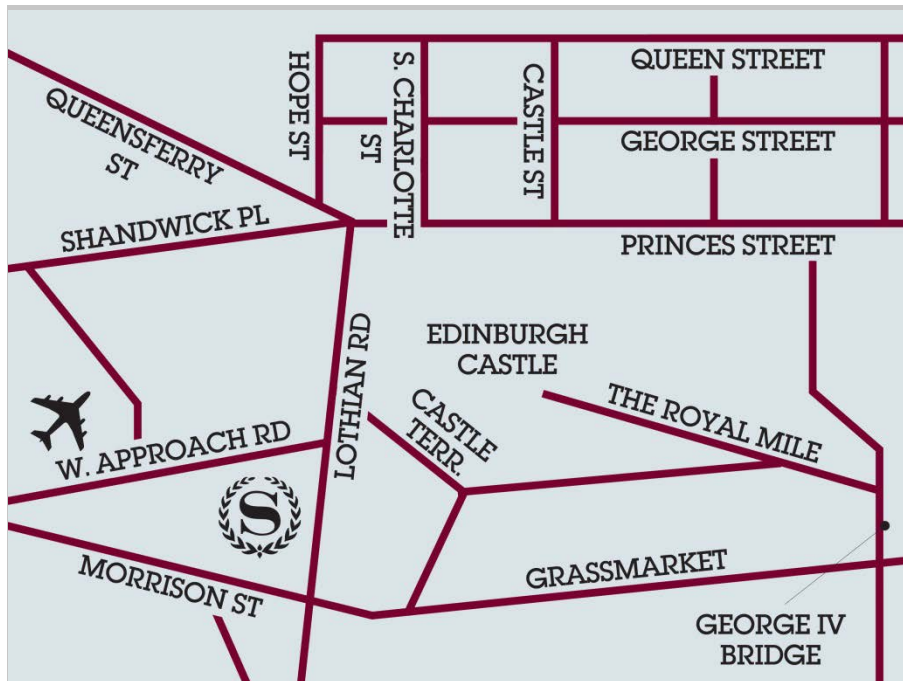 QUEENSFERRY
ST
HOPE ST
S. CHARLOTTE
ST
CASTLE ST
QUEEN STREET
GEORGE STREET
PRINCES STREET
SHANDWICK PL
LOTHIAN RD
EDINBURGH
CASTLE
CASTLE
TERR.
THE ROYAL MILE
W. APPROACH RD
S
MORRISON ST
GRASSMARKET
GEORGE IV
BRIDGE